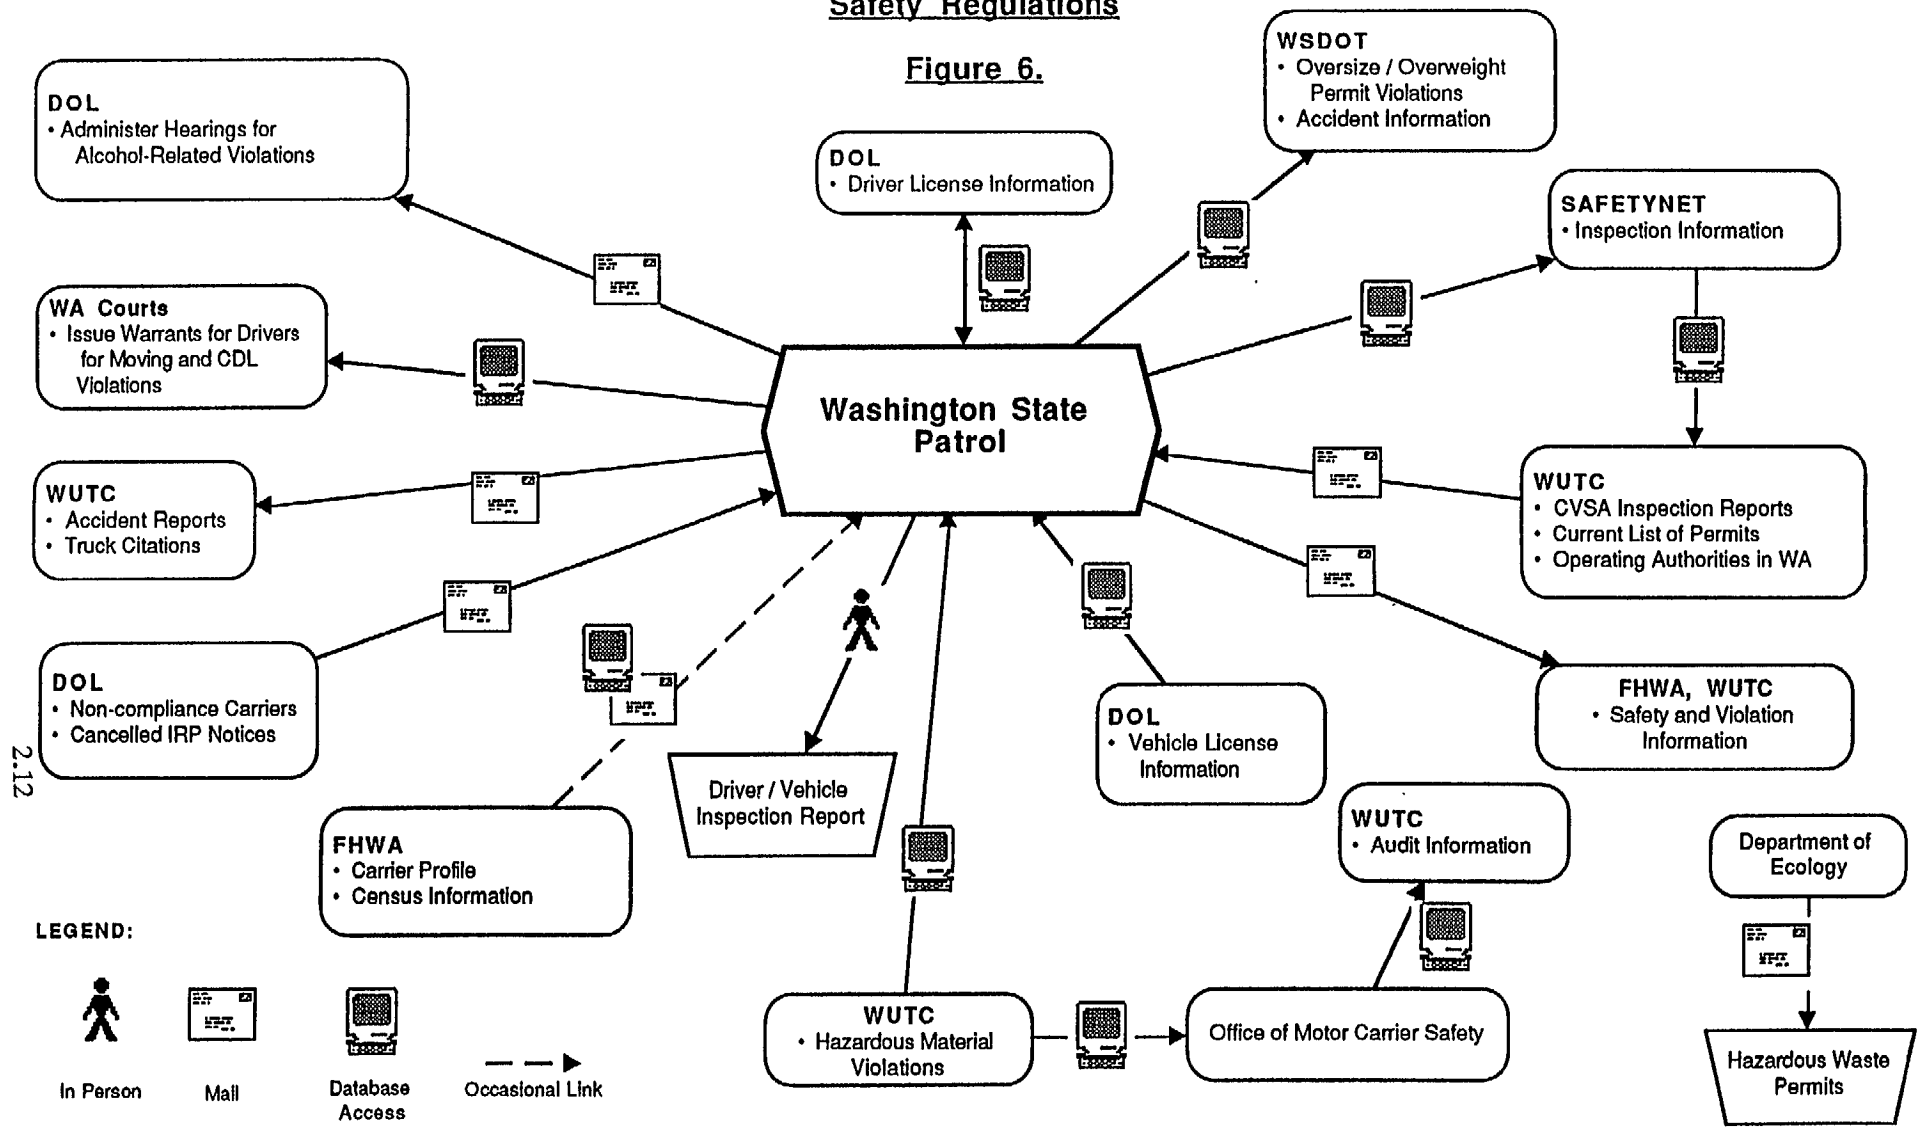 Safety Regulations
Figure 6.
DOL
• Administer Hearings for
Alcohol-Related Violations
DOL
• Driver License Information
WSDOT
• Oversize / Overweight
Permit Violations
• Accident Information
SAFETYNET
• Inspection Information
WA Courts
• Issue Warrants for Drivers
for Moving and CDL
Violations
Washington State
Patrol
WUTC
• Accident Reports
• Truck Citations
WUTC
• CVSA Inspection Reports
• Current List of Permits
• Operating Authorities in WA
DOL
• Non-compliance Carriers
• Cancelled IRP Notices
2.12
Driver / Vehicle
Inspection Report
DOL
• Vehicle License
Information
FHWA, WUTC
• Safety and Violation
Information
FHWA
• Carrier Profile
• Census Information
WUTC
• Audit Information
Department of
Ecology
LEGEND:
In Person
Mail
Database
Access
Occasional Link
WUTC
• Hazardous Material
Violations
Office of Motor Carrier Safety
Hazardous Waste
Permits